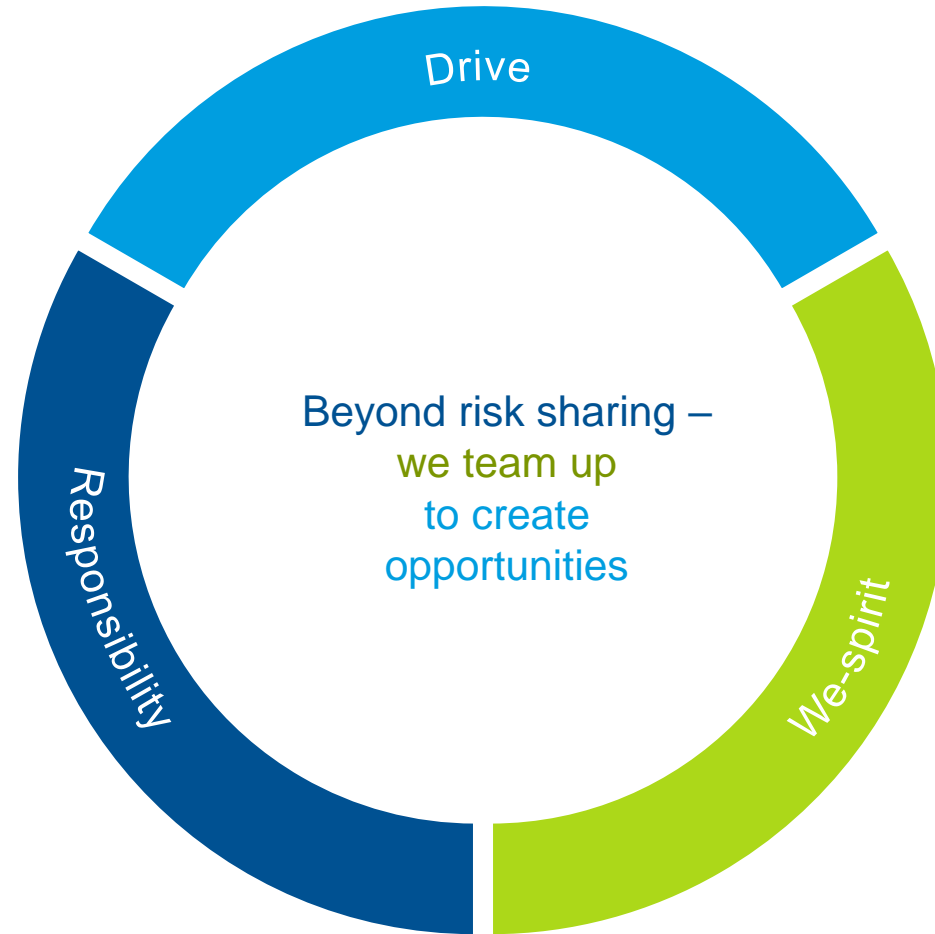 Drive
Beyond risk sharing –
we team up
to create
opportunities
Responsibility
We-spirit